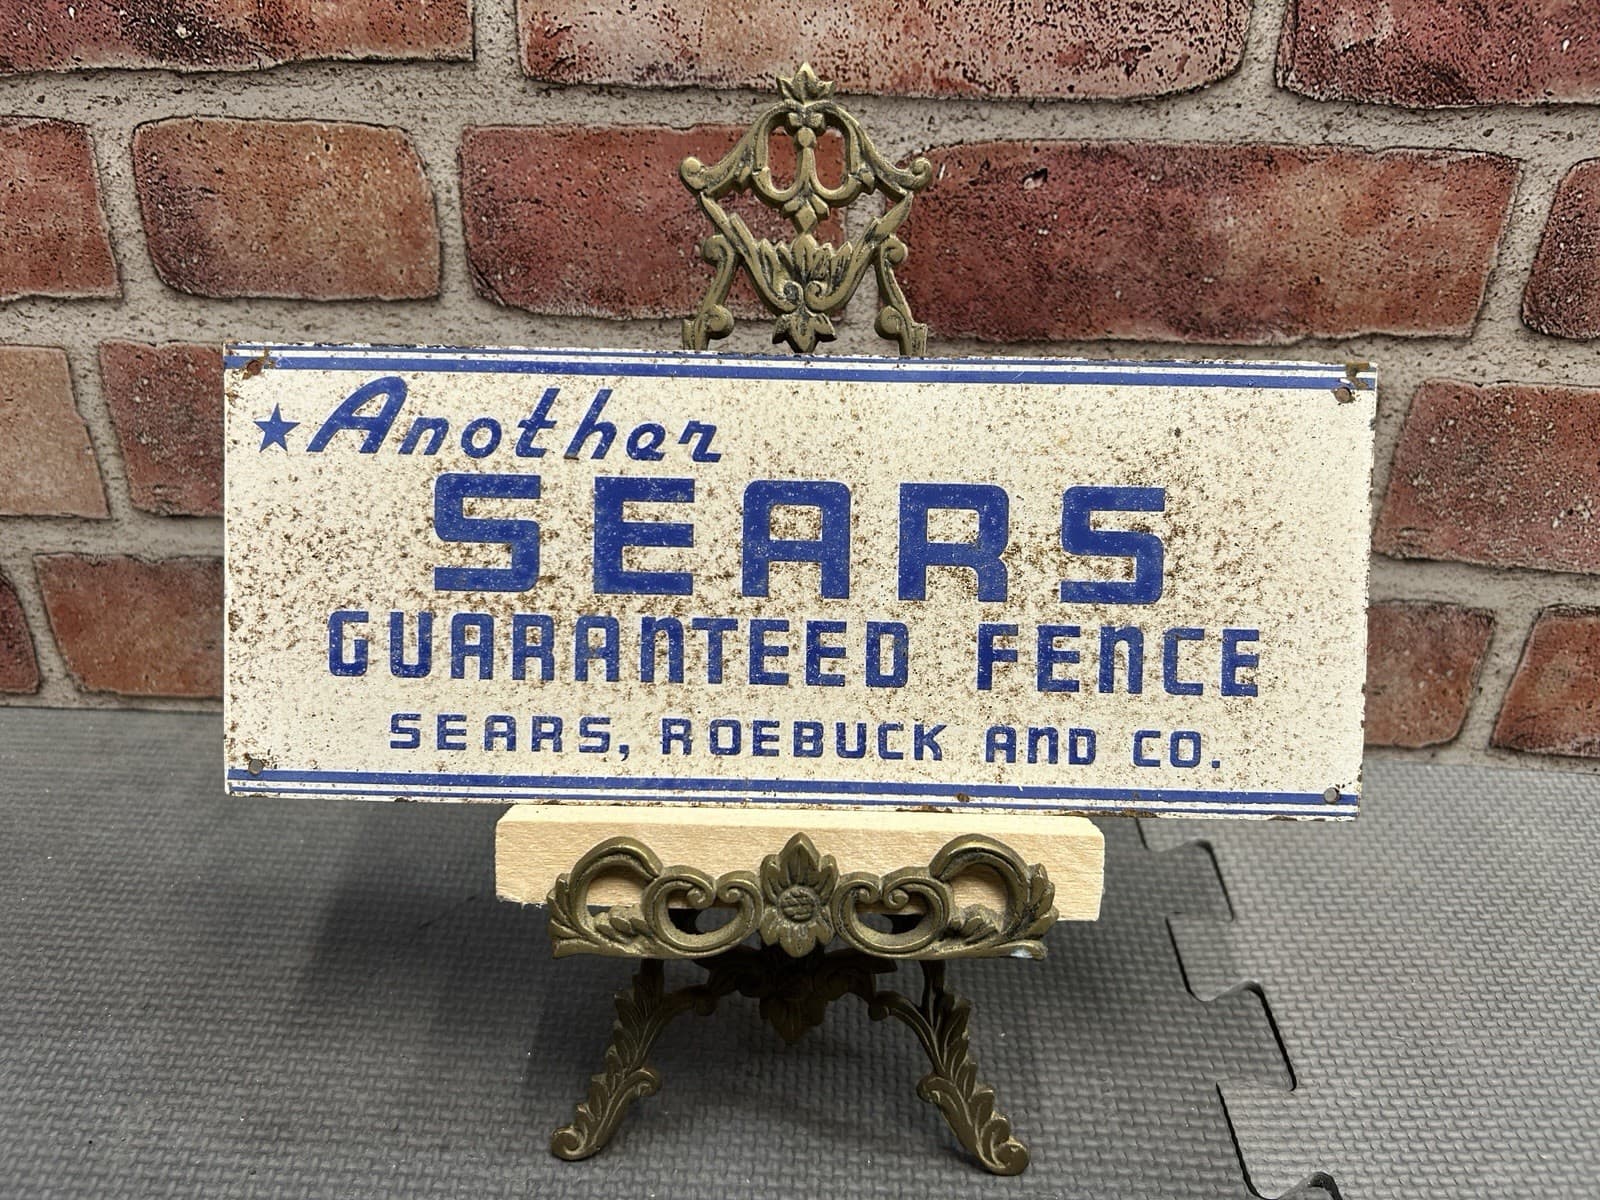 ★ Another
SEARS
GUARANTEED FENCE
SEARS, ROEBUCK AND CO.